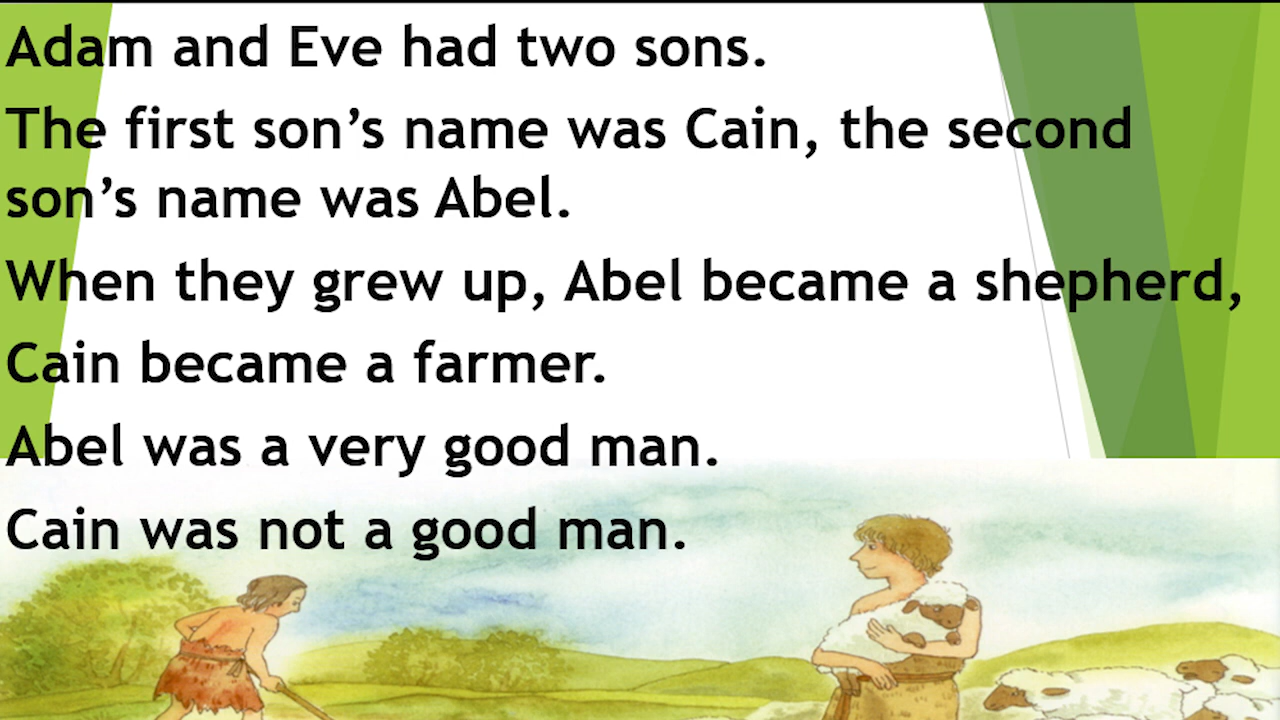 Adam and Eve had two sons.
The first son’s name was Cain, the second
son’s name was Abel.
When they grew up, Abel became a shepherd,
Cain became a farmer.
Abel was a very good man.
Cain was not a good man.